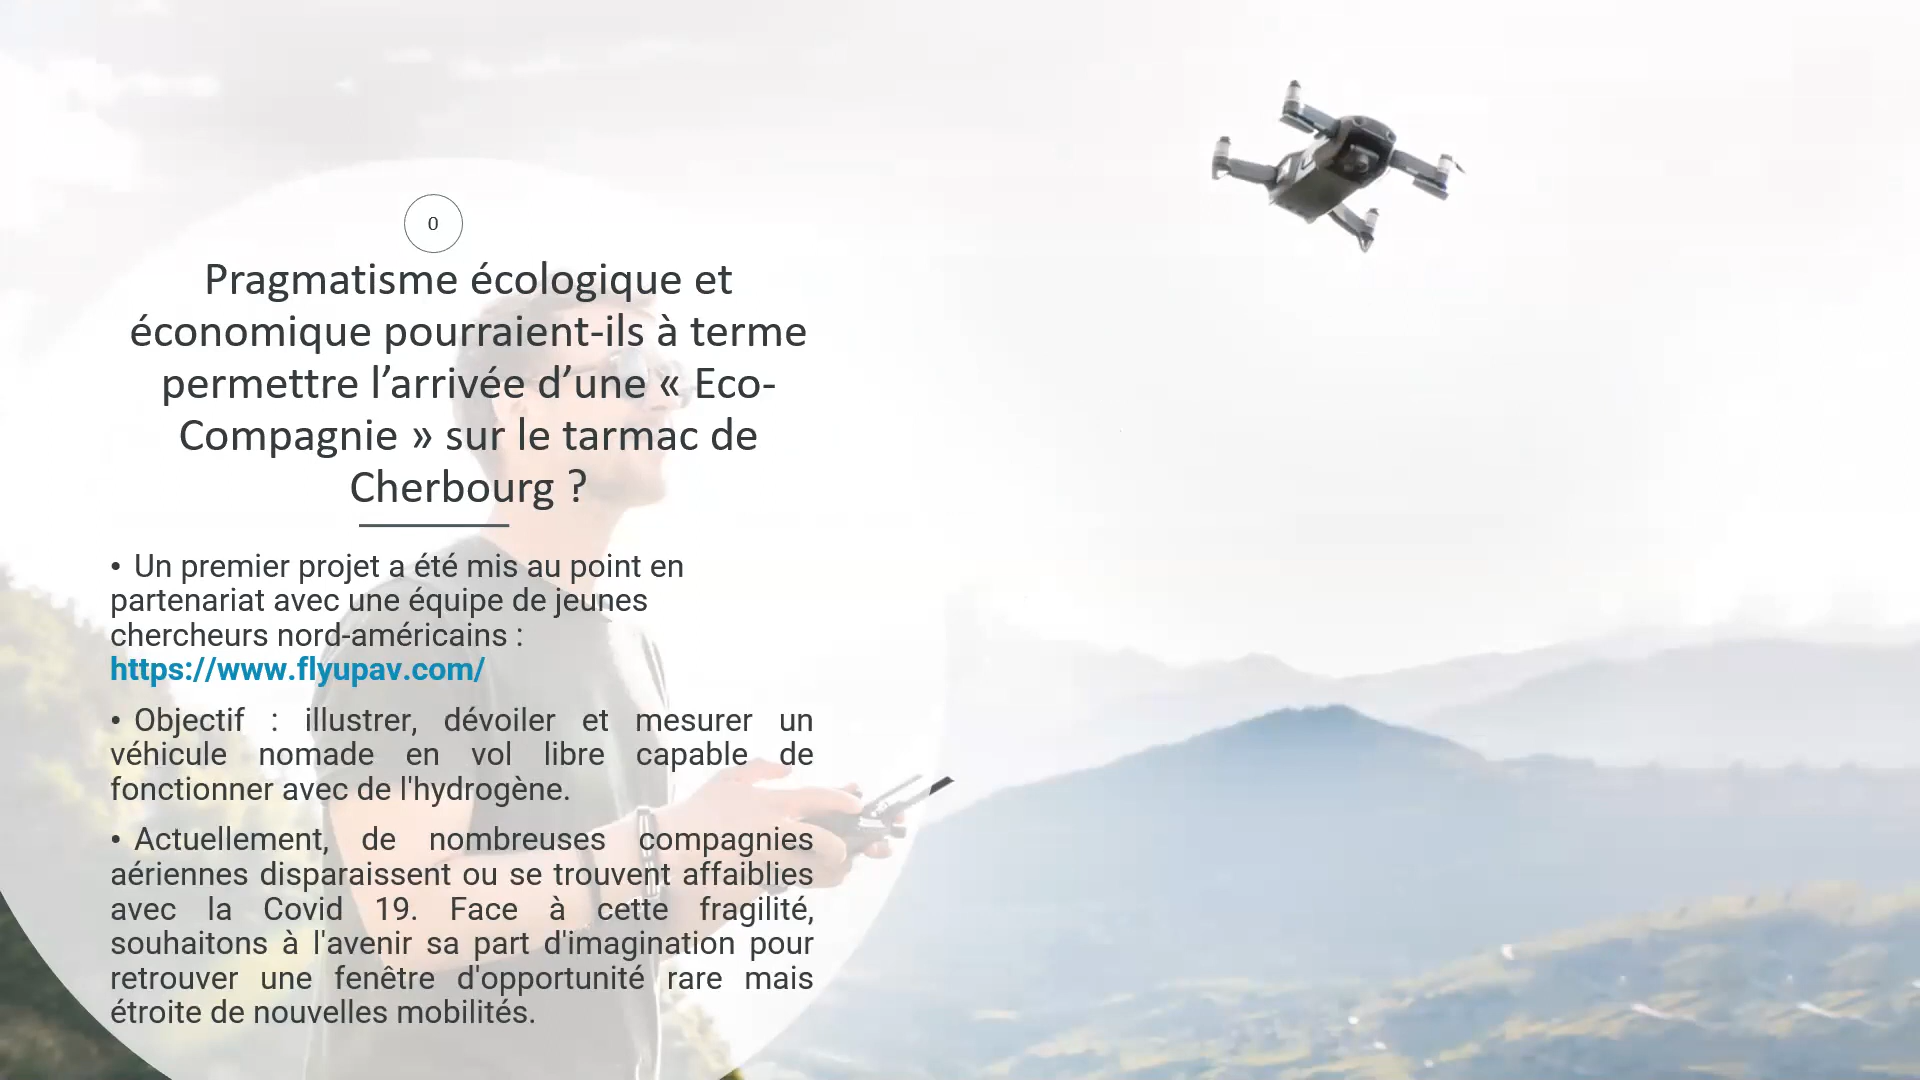 0
Pragmatisme écologique et
économique pourraient-ils à terme
permettre l’arrivée d’une « Eco-
Compagnie » sur le tarmac de
Cherbourg ?
• Un premier projet a été mis au point en
partenariat avec une équipe de jeunes
chercheurs nord-américains :
https://www.flyupav.com/
• Objectif : illustrer, dévoiler et mesurer un
véhicule nomade en vol libre capable de
fonctionner avec de l'hydrogène.
• Actuellement, de nombreuses compagnies
aériennes disparaissent ou se trouvent affaiblies
avec la Covid 19. Face à cette fragilité,
souhaitons à l'avenir sa part d'imagination pour
retrouver une fenêtre d'opportunité rare mais
étroite de nouvelles mobilités.